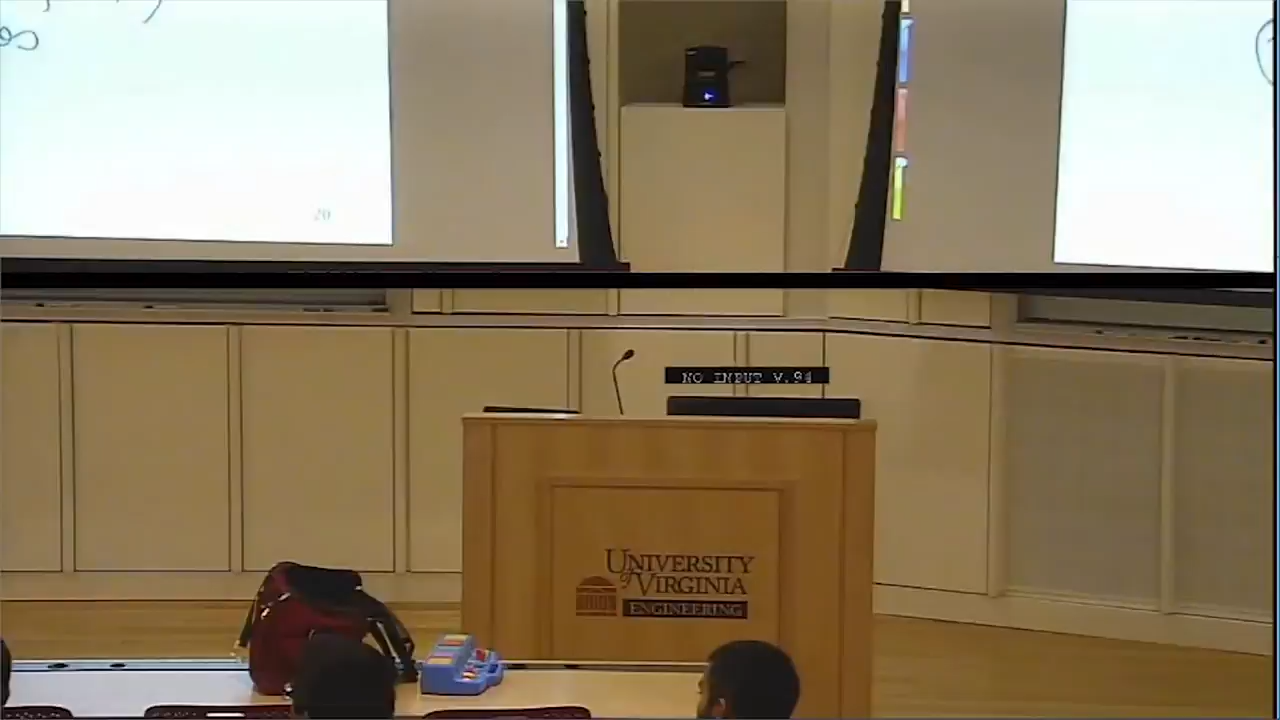 20
NO INPUT V.94
UNIVERSITY
of VIRGINIA
ENGINEERING